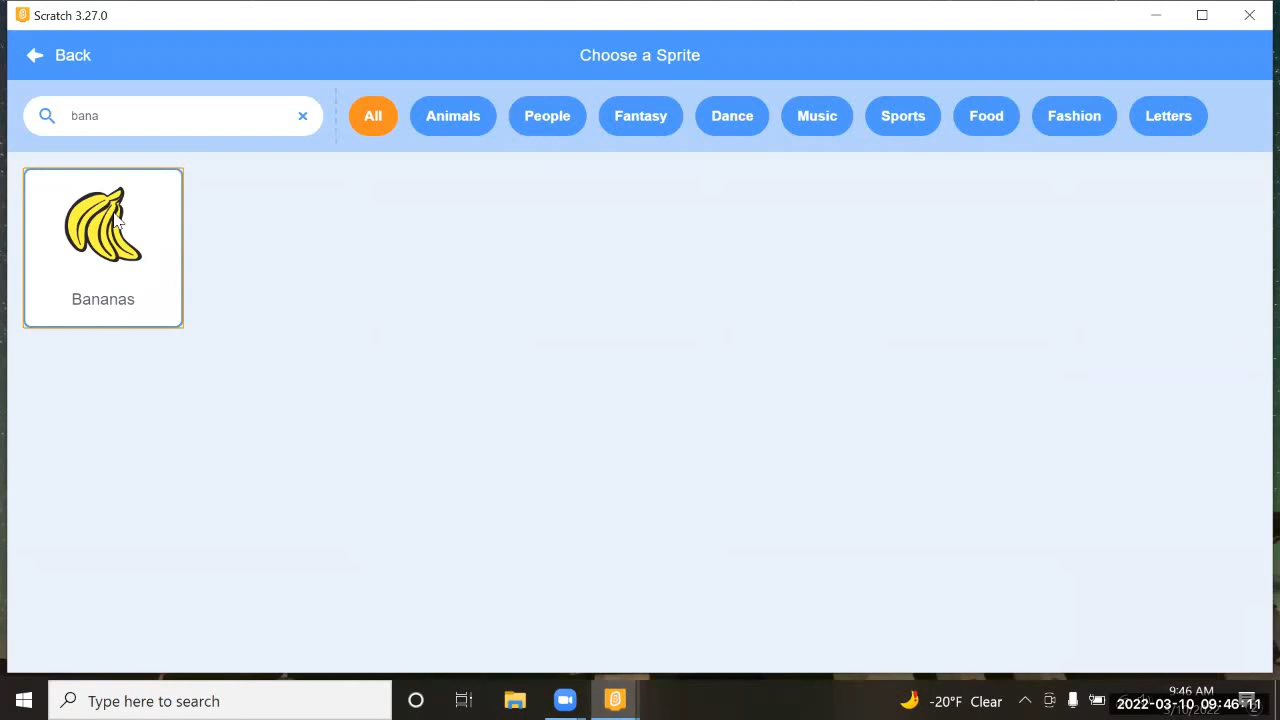 Scratch 3.27.0
Back
Choose a Sprite
bana
All
Animals
People
Fantasy
Dance
Music
Sports
Food
Fashion
Letters
Bananas
Type here to search
-20°F Clear
9:46 AM
2022-03-10 09:46:11